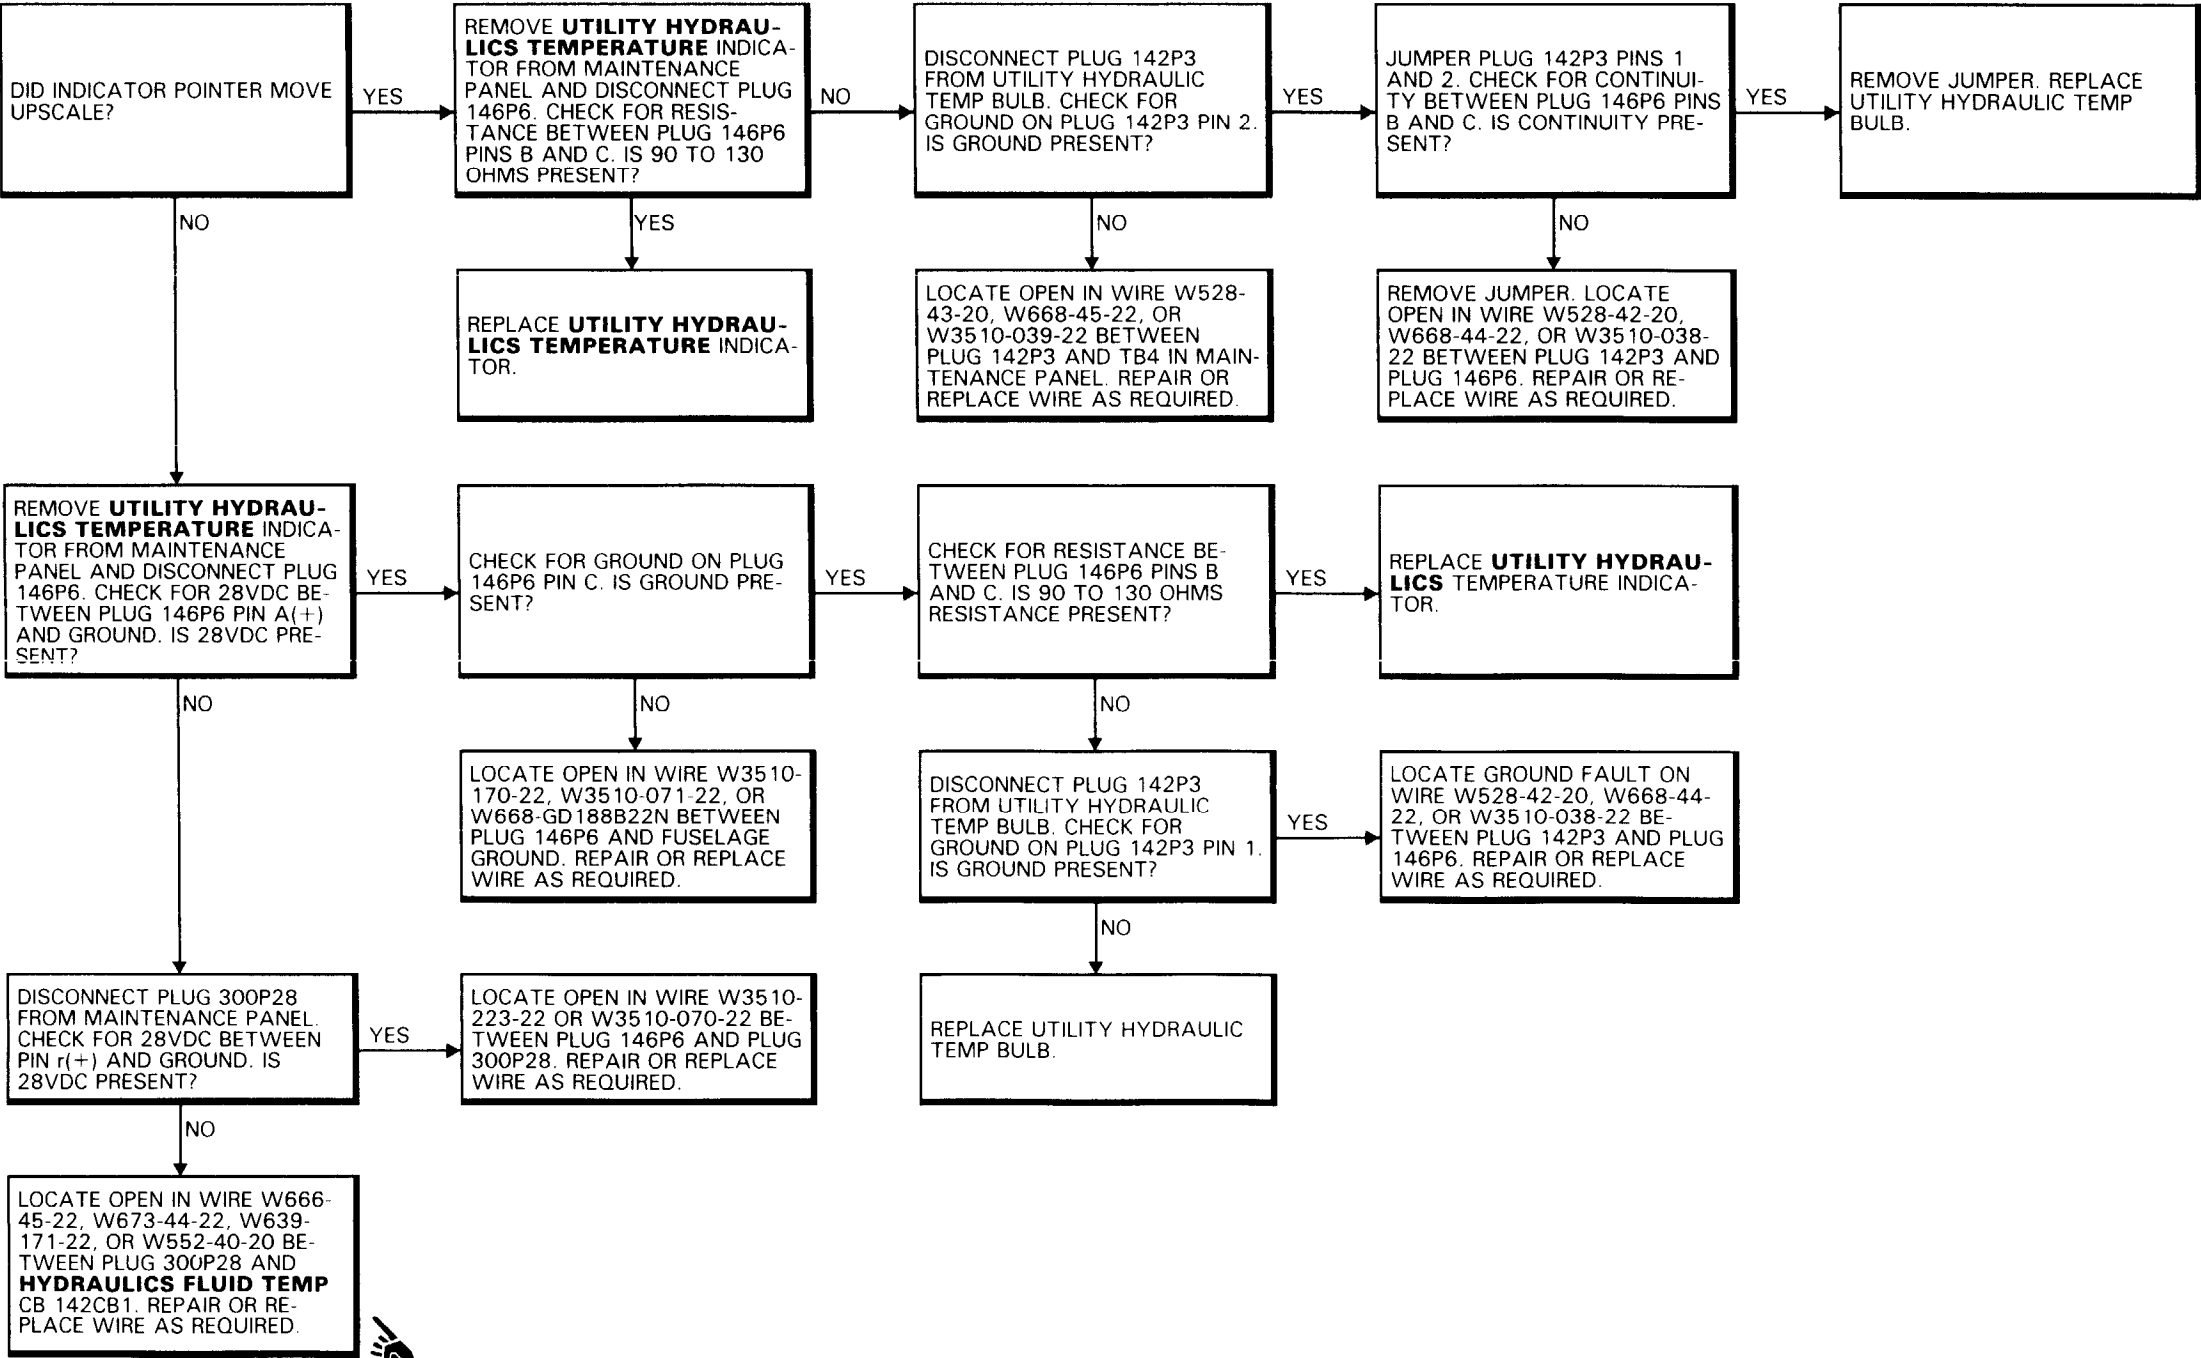 DID INDICATOR POINTER MOVE
UPSCALE?
YES
NO
REMOVE UTILITY HYDRAU-
LICS TEMPERATURE INDICA-
TOR FROM MAINTENANCE
PANEL AND DISCONNECT PLUG
146P6. CHECK FOR RESIS-
TANCE BETWEEN PLUG 146P6
PINS B AND C. IS 90 TO 130
OHMS PRESENT?
NO
YES
DISCONNECT PLUG 142P3
FROM UTILITY HYDRAULIC
TEMP BULB. CHECK FOR
GROUND ON PLUG 142P3 PIN 2.
IS GROUND PRESENT?
YES
NO
JUMPER PLUG 142P3 PINS 1
AND 2. CHECK FOR CONTINUI-
TY BETWEEN PLUG 146P6 PINS
B AND C. IS CONTINUITY PRE-
SENT?
YES
NO
REMOVE JUMPER. REPLACE
UTILITY HYDRAULIC TEMP
BULB.
REPLACE UTILITY HYDRAU-
LICS TEMPERATURE INDICA-
TOR.
LOCATE OPEN IN WIRE W528-
43-20, W668-45-22, OR
W3510-039-22 BETWEEN
PLUG 142P3 AND TB4 IN MAIN-
TENANCE PANEL. REPAIR OR
REPLACE WIRE AS REQUIRED.
REMOVE JUMPER. LOCATE
OPEN IN WIRE W528-42-20,
W668-44-22, OR W3510-038-
22 BETWEEN PLUG 142P3 AND
PLUG 146P6. REPAIR OR RE-
PLACE WIRE AS REQUIRED.
REMOVE UTILITY HYDRAU-
LICS TEMPERATURE INDICA-
TOR FROM MAINTENANCE
PANEL AND DISCONNECT PLUG
146P6. CHECK FOR 28VDC BE-
TWEEN PLUG 146P6 PIN A(+)
AND GROUND. IS 28VDC PRE-
SENT?
YES
NO
CHECK FOR GROUND ON PLUG
146P6 PIN C. IS GROUND PRE-
SENT?
YES
NO
CHECK FOR RESISTANCE BE-
TWEEN PLUG 146P6 PINS B
AND C. IS 90 TO 130 OHMS
RESISTANCE PRESENT?
YES
NO
REPLACE UTILITY HYDRAU-
LICS TEMPERATURE INDICA-
TOR.
LOCATE OPEN IN WIRE W3510-
170-22, W3510-071-22, OR
W668-GD188B22N BETWEEN
PLUG 146P6 AND FUSELAGE
GROUND. REPAIR OR REPLACE
WIRE AS REQUIRED.
DISCONNECT PLUG 142P3
FROM UTILITY HYDRAULIC
TEMP BULB. CHECK FOR
GROUND ON PLUG 142P3 PIN 1.
IS GROUND PRESENT?
YES
NO
LOCATE GROUND FAULT ON
WIRE W528-42-20, W668-44-
22, OR W3510-038-22 BE-
TWEEN PLUG 142P3 AND PLUG
146P6. REPAIR OR REPLACE
WIRE AS REQUIRED.
DISCONNECT PLUG 300P28
FROM MAINTENANCE PANEL.
CHECK FOR 28VDC BETWEEN
PIN r(+) AND GROUND. IS
28VDC PRESENT?
YES
NO
LOCATE OPEN IN WIRE W3510-
223-22 OR W3510-070-22 BE-
TWEEN PLUG 146P6 AND PLUG
300P28. REPAIR OR REPLACE
WIRE AS REQUIRED.
REPLACE UTILITY HYDRAULIC
TEMP BULB.
LOCATE OPEN IN WIRE W666-
45-22, W673-44-22, W639-
171-22, OR W552-40-20 BE-
TWEEN PLUG 300P28 AND
HYDRAULICS FLUID TEMP
CB 142CB1. REPAIR OR RE-
PLACE WIRE AS REQUIRED.